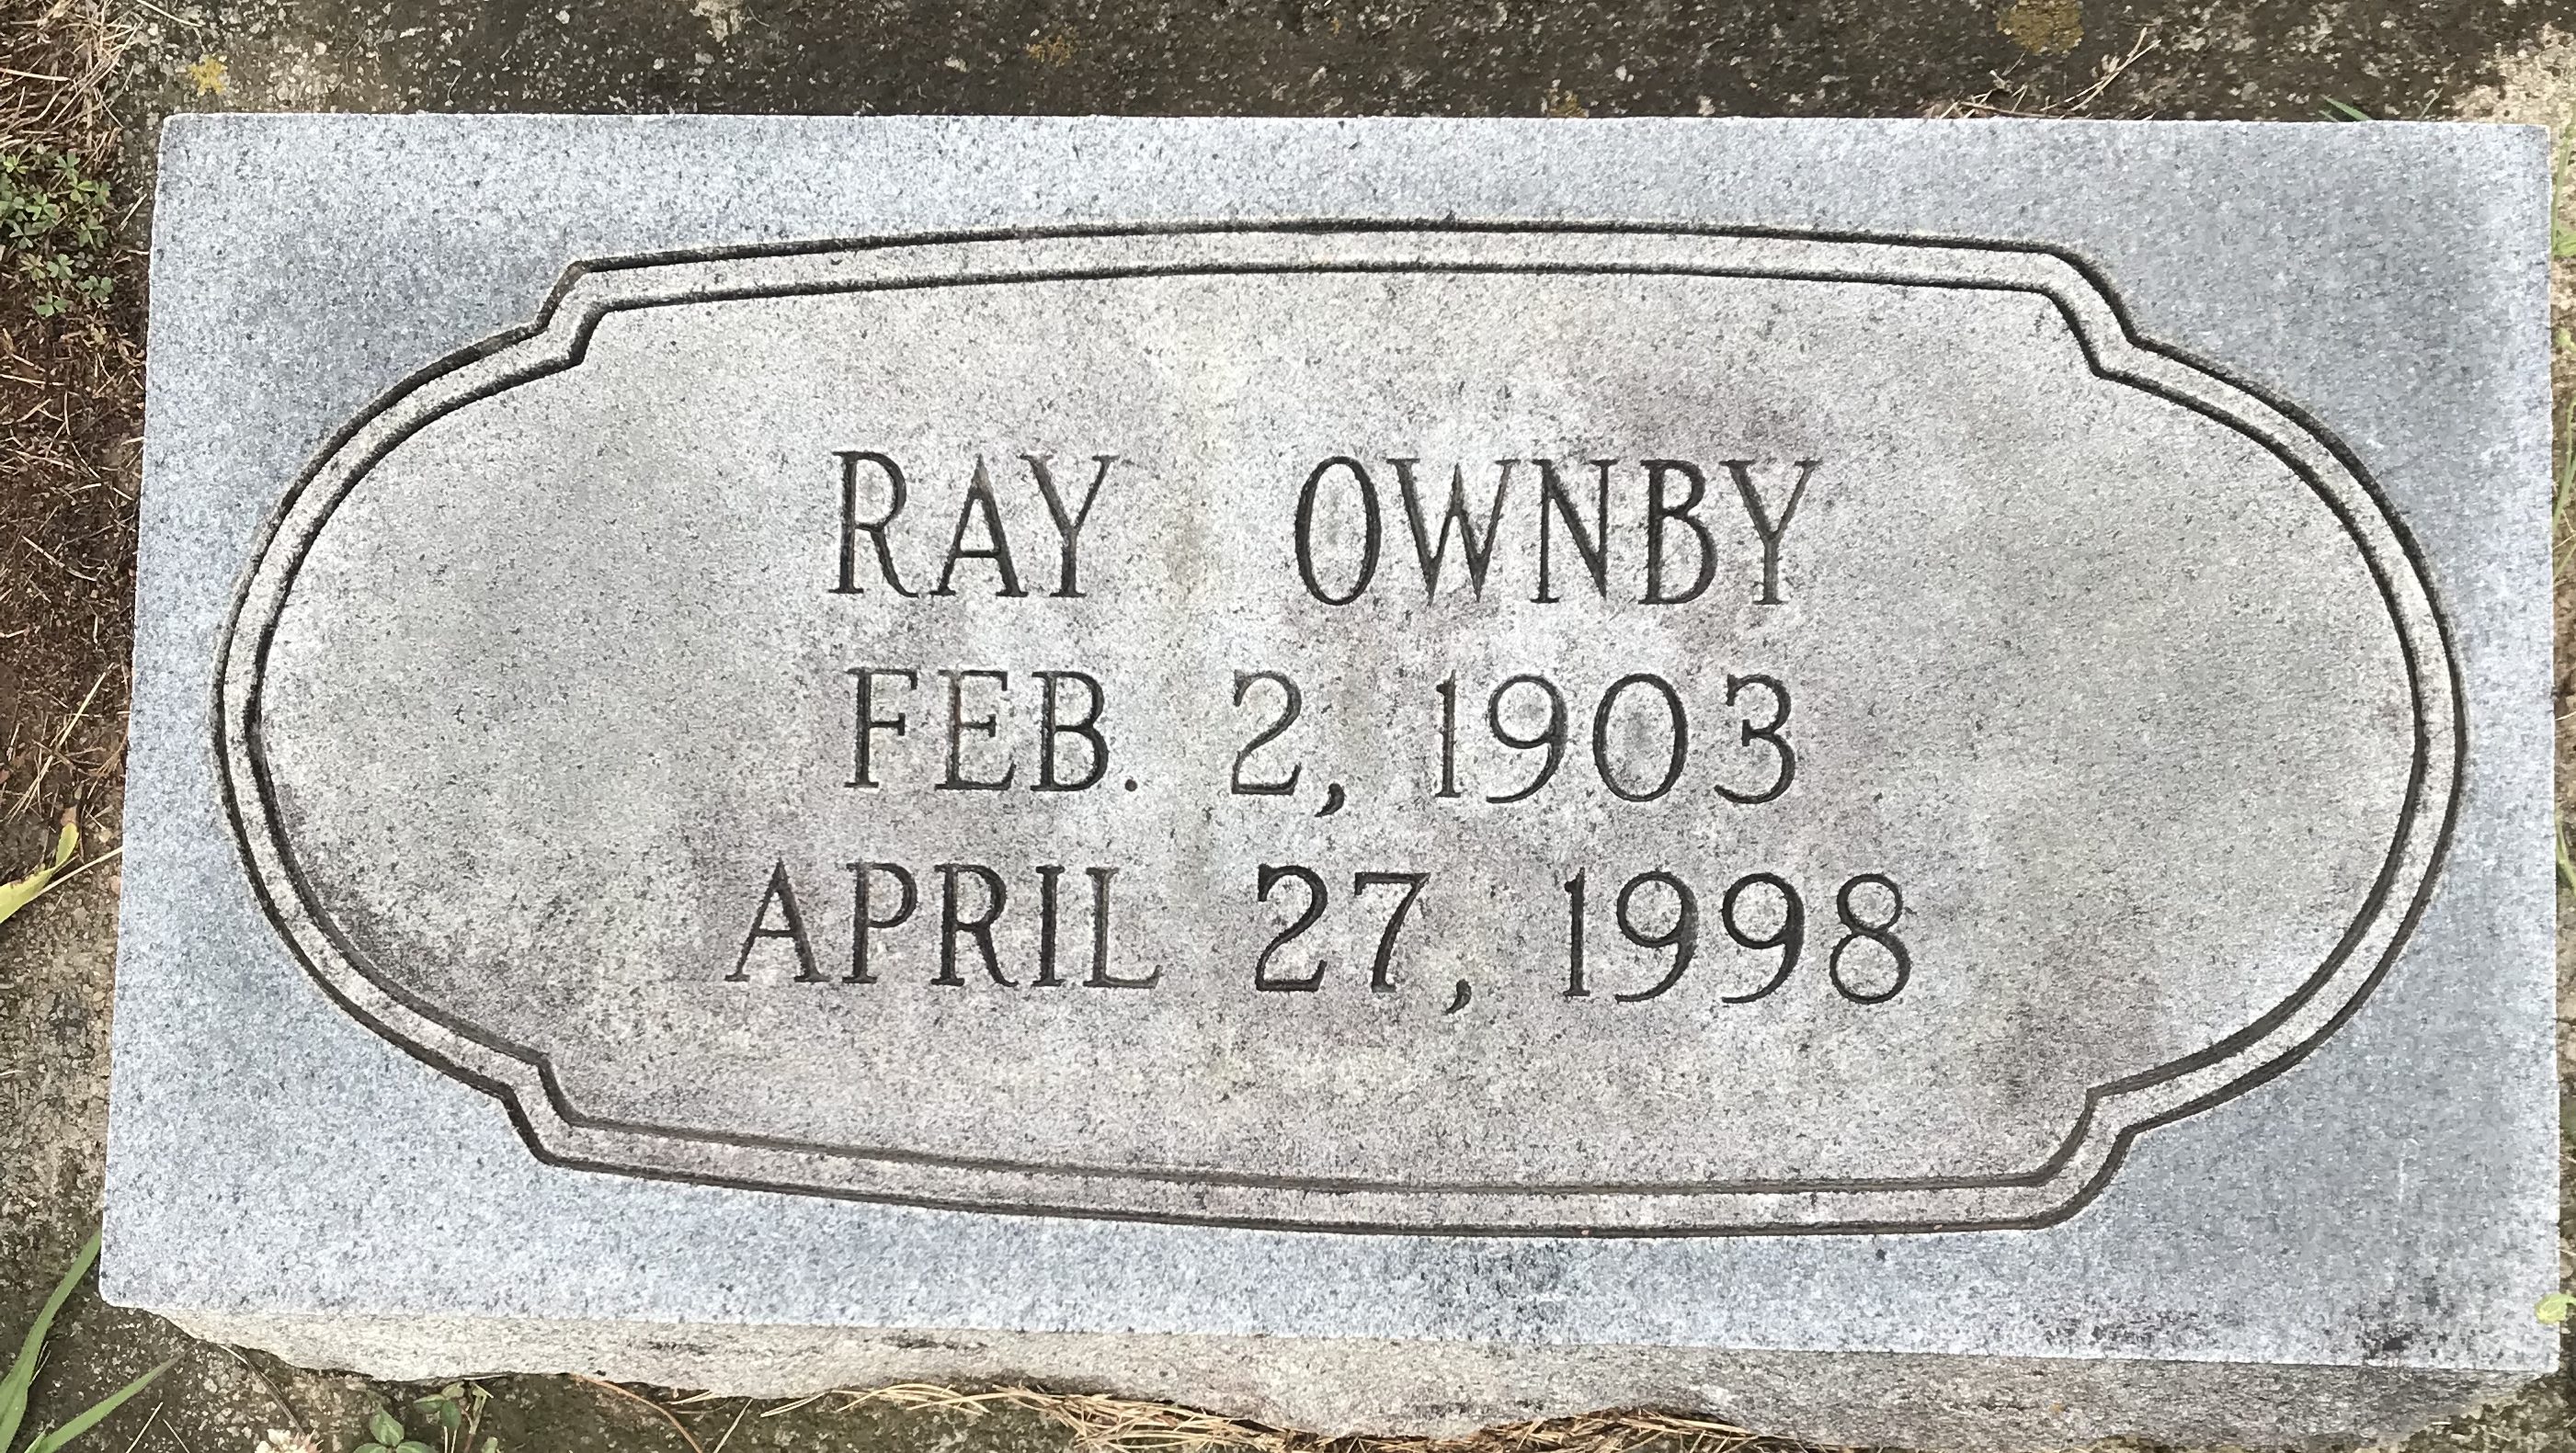 RAY OWNBY
FEB. 2, 1903
APRIL 27, 1998